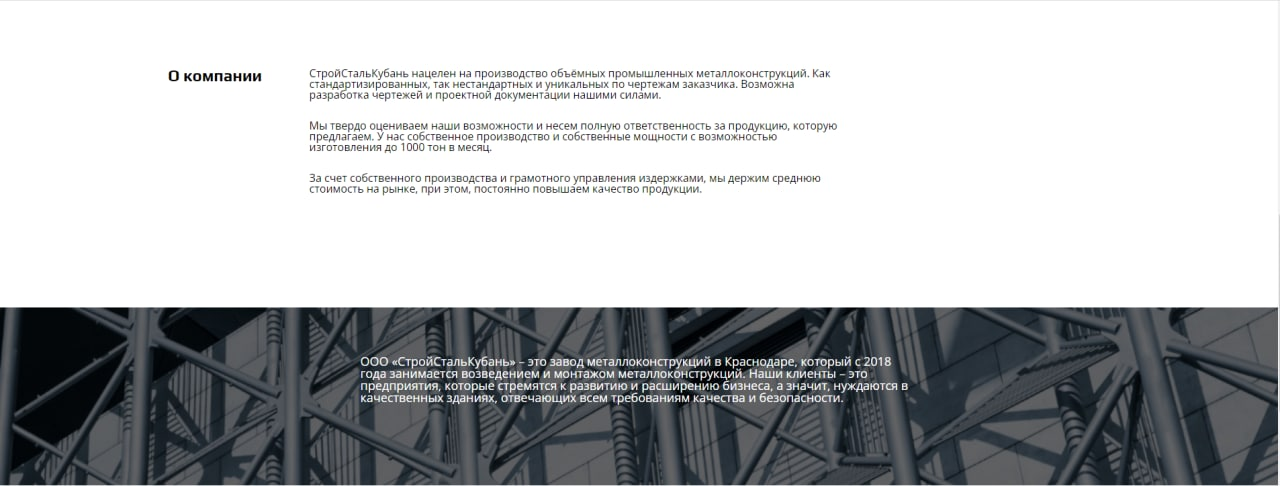 О компании
СтройСтальКубань нацелен на производство объёмных промышленных металлоконструкций. Как
стандартизированных, так нестандартных и уникальных по чертежам заказчика. Возможна
разработка чертежей и проектной документации нашими силами.
Мы твердо оцениваем наши возможности и несем полную ответственность за продукцию, которую
предлагаем. У нас собственное производство и собственные мощности с возможностью
изготовления до 1000 тон в месяц.
За счет собственного производства и грамотного управления издержками, мы держим среднюю
стоимость на рынке, при этом, постоянно повышаем качество продукции.
ООО «СтройСтальКубань» – это завод металлоконструкций в Краснодаре, который с 2018
года занимается возведением и монтажом металлоконструкций. Наши клиенты – это
предприятия, которые стремятся к развитию и расширению бизнеса, а значит, нуждаются в
качественных зданиях, отвечающих всем требованиям качества и безопасности.